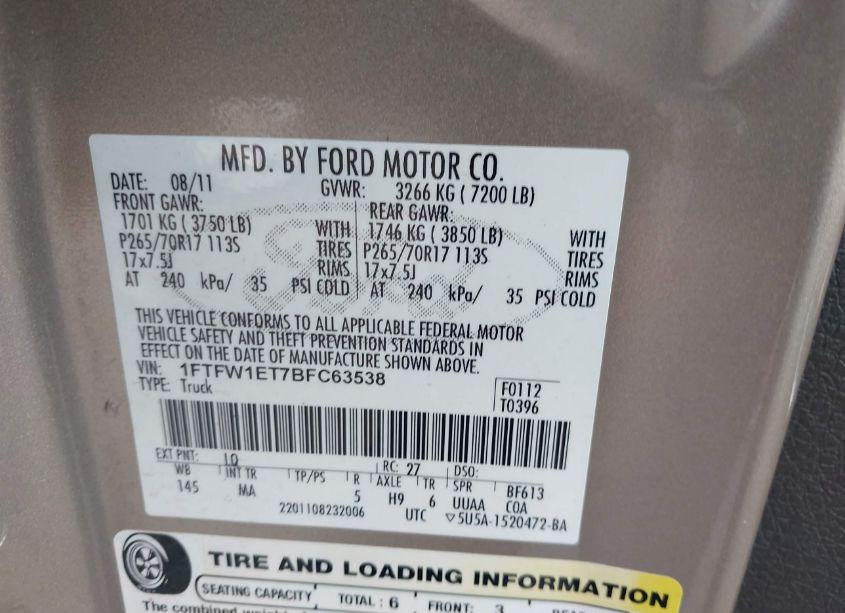 MFD. BY FORD MOTOR CO.
DATE: 08/11 GVWR: 3266 KG ( 7200 LB)
FRONT GAWR: REAR GAWR:
1701 KG ( 3750 LB) WITH 1746 KG ( 3850 LB) WITH
P265/70R17 113S TIRES P265/70R17 113S TIRES
17x7.5J RIMS 17x7.5J RIMS
AT 240 kPa/ 35 PSI COLD AT 240 kPa/ 35 PSI COLD
THIS VEHICLE CONFORMS TO ALL APPLICABLE FEDERAL MOTOR
VEHICLE SAFETY AND THEFT PREVENTION STANDARDS IN
EFFECT ON THE DATE OF MANUFACTURE SHOWN ABOVE.
VIN: 1FTFW1ET7BFC63538
TYPE: Truck
F0112
T0396
EXT PNT: LQ RC: 27 DSO:
WB INT TR TP/PS R AXLE TR SPR BF613
145 MA 5 H9 6 UUAA COA
2201108232006 UTC ▽5U5A-1520472-BA
TIRE AND LOADING INFORMATION
SEATING CAPACITY TOTAL : 6 FRONT: 3
The combined